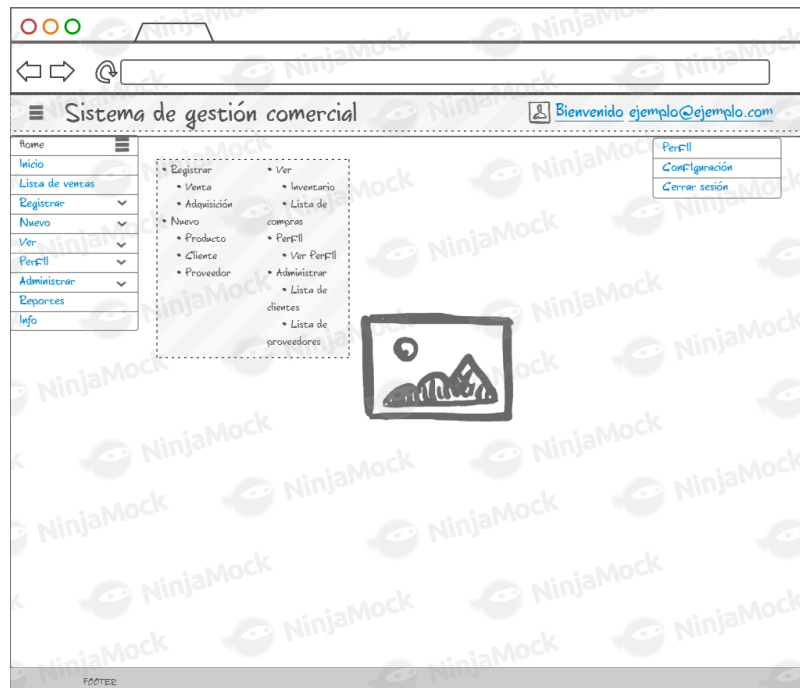 Sistema de gestión comercial
Bienvenido ejemplo@ejemplo.com
Home
Inicio
Lista de ventas
Registrar
Nuevo
Ver
Perfil
Administrar
Reportes
Info
• Registrar
• Venta
• Adquisición
• Nuevo
• Producto
• Cliente
• Proveedor
• Ver
• Inventario
• Lista de
compras
• Perfil
• Ver Perfil
• Administrar
• Lista de
clientes
• Lista de
proveedores
Perfil
Configuración
Cerrar sesión
FOOTER
NinjaMock